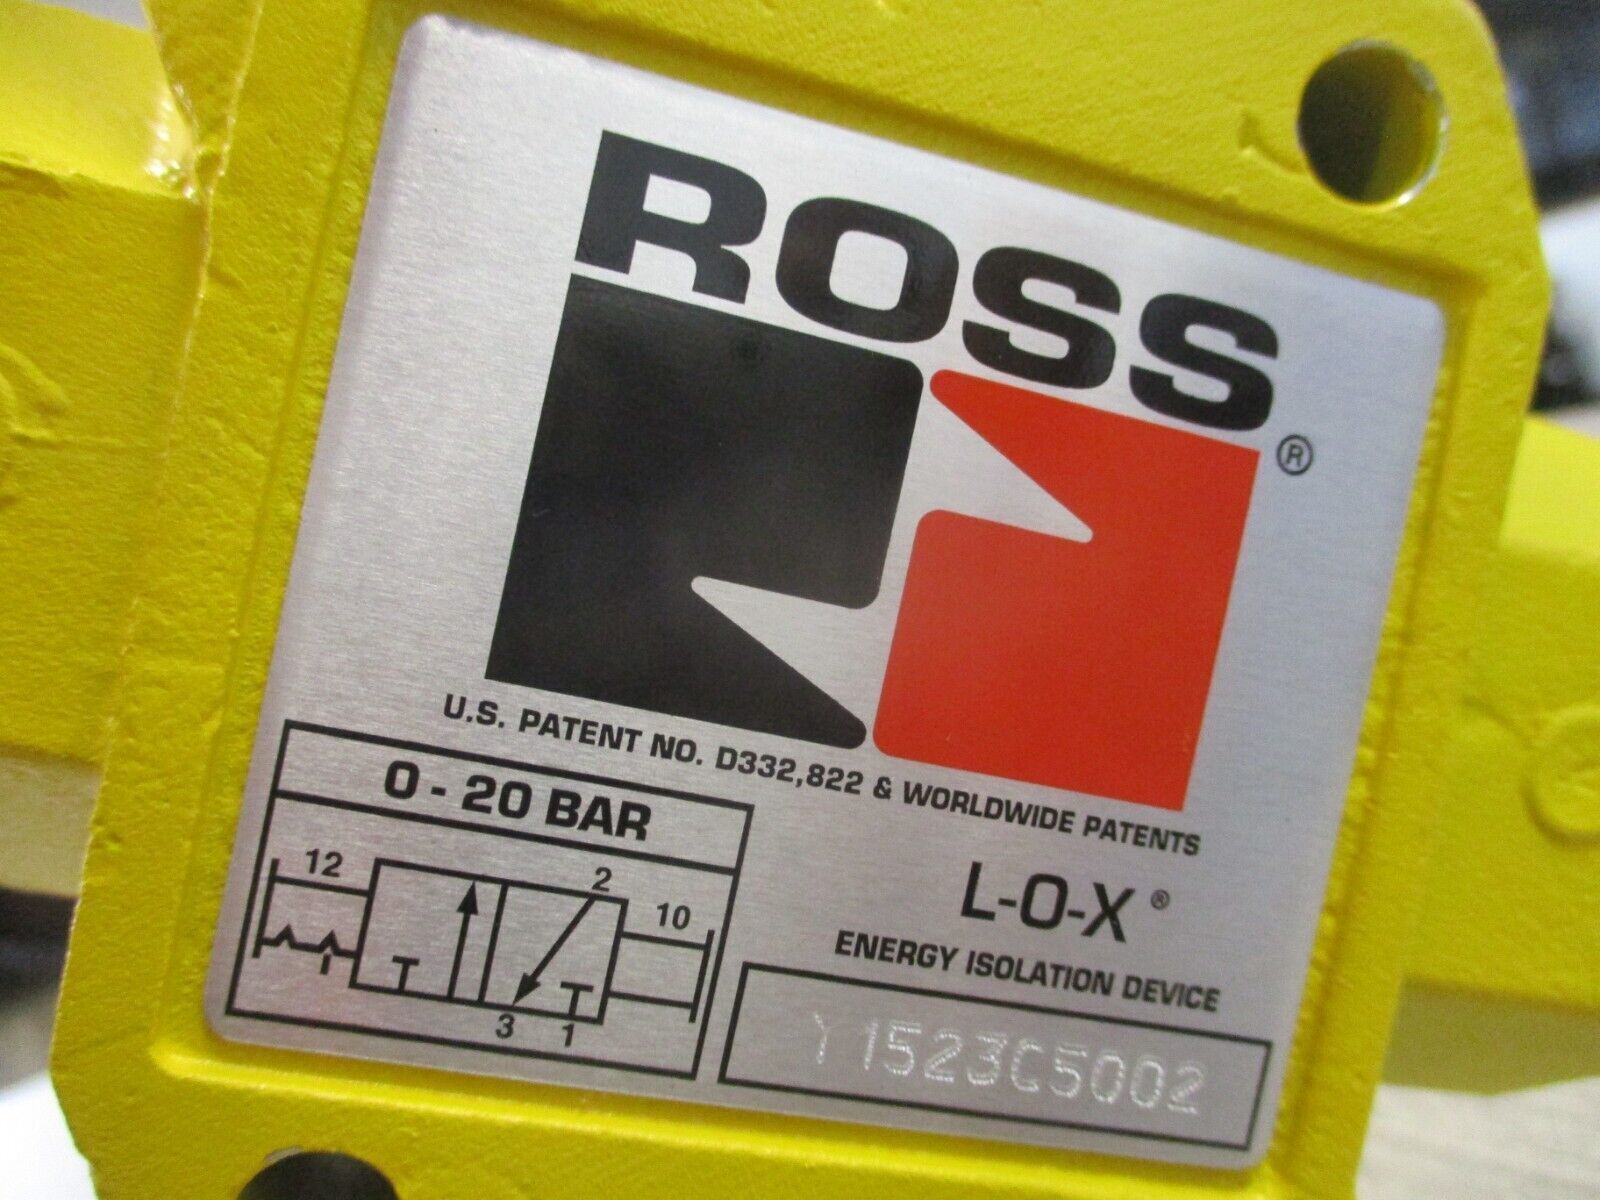 ROSS®
U.S. PATENT NO. D332,822 & WORLDWIDE PATENTS
0 - 20 BAR
12
2
10
3
1
L-O-X®
ENERGY ISOLATION DEVICE
Y1523C5002